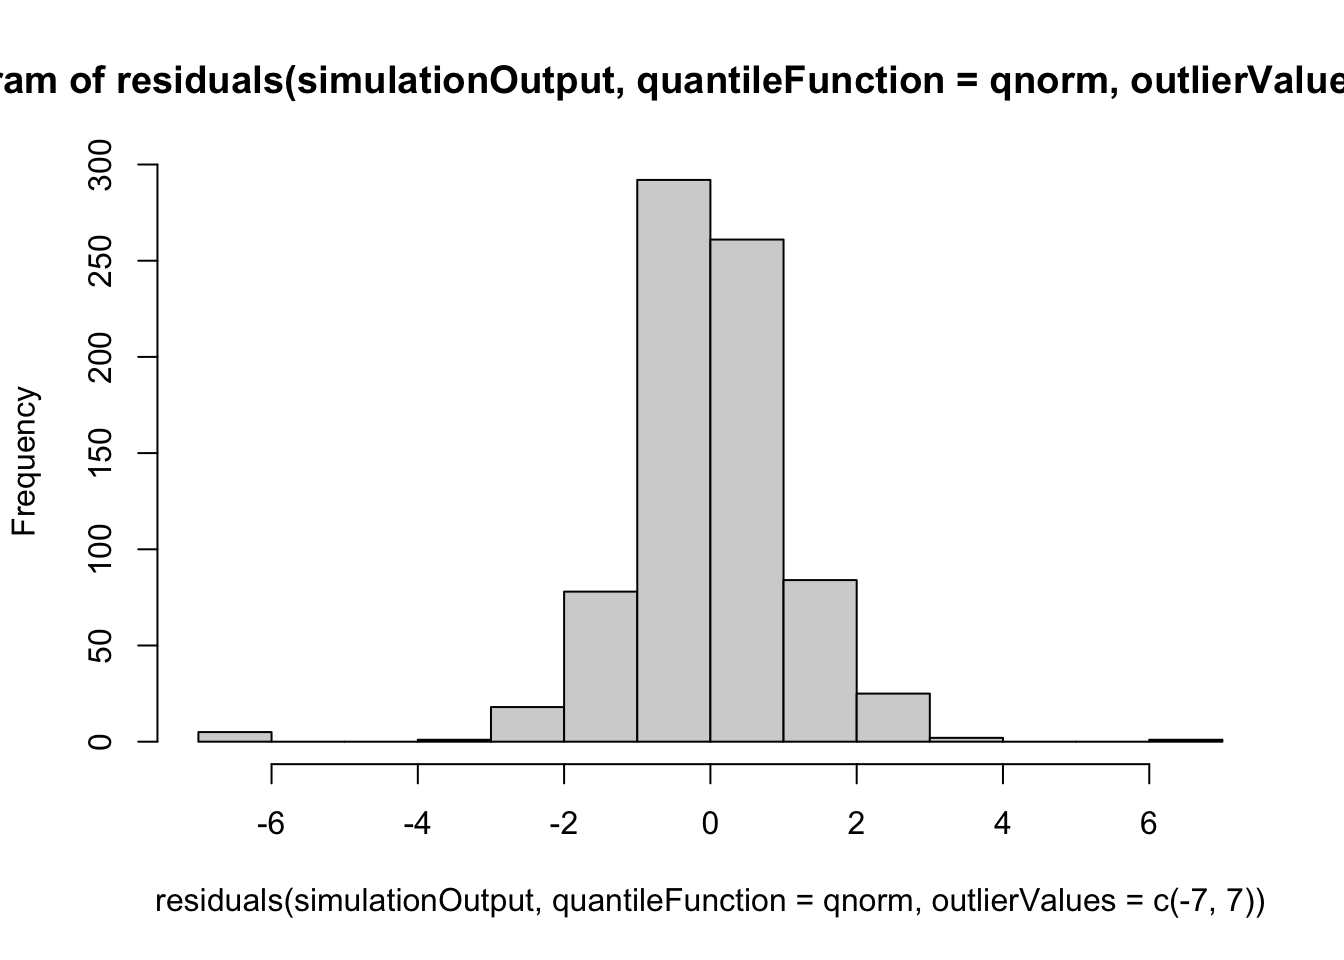 ram of residuals(simulationOutput, quantileFunction = qnorm, outlierValue
Frequency
300
250
200
150
100
50
0
-6 -4 -2 0 2 4 6
residuals(simulationOutput, quantileFunction = qnorm, outlierValues = c(-7, 7))